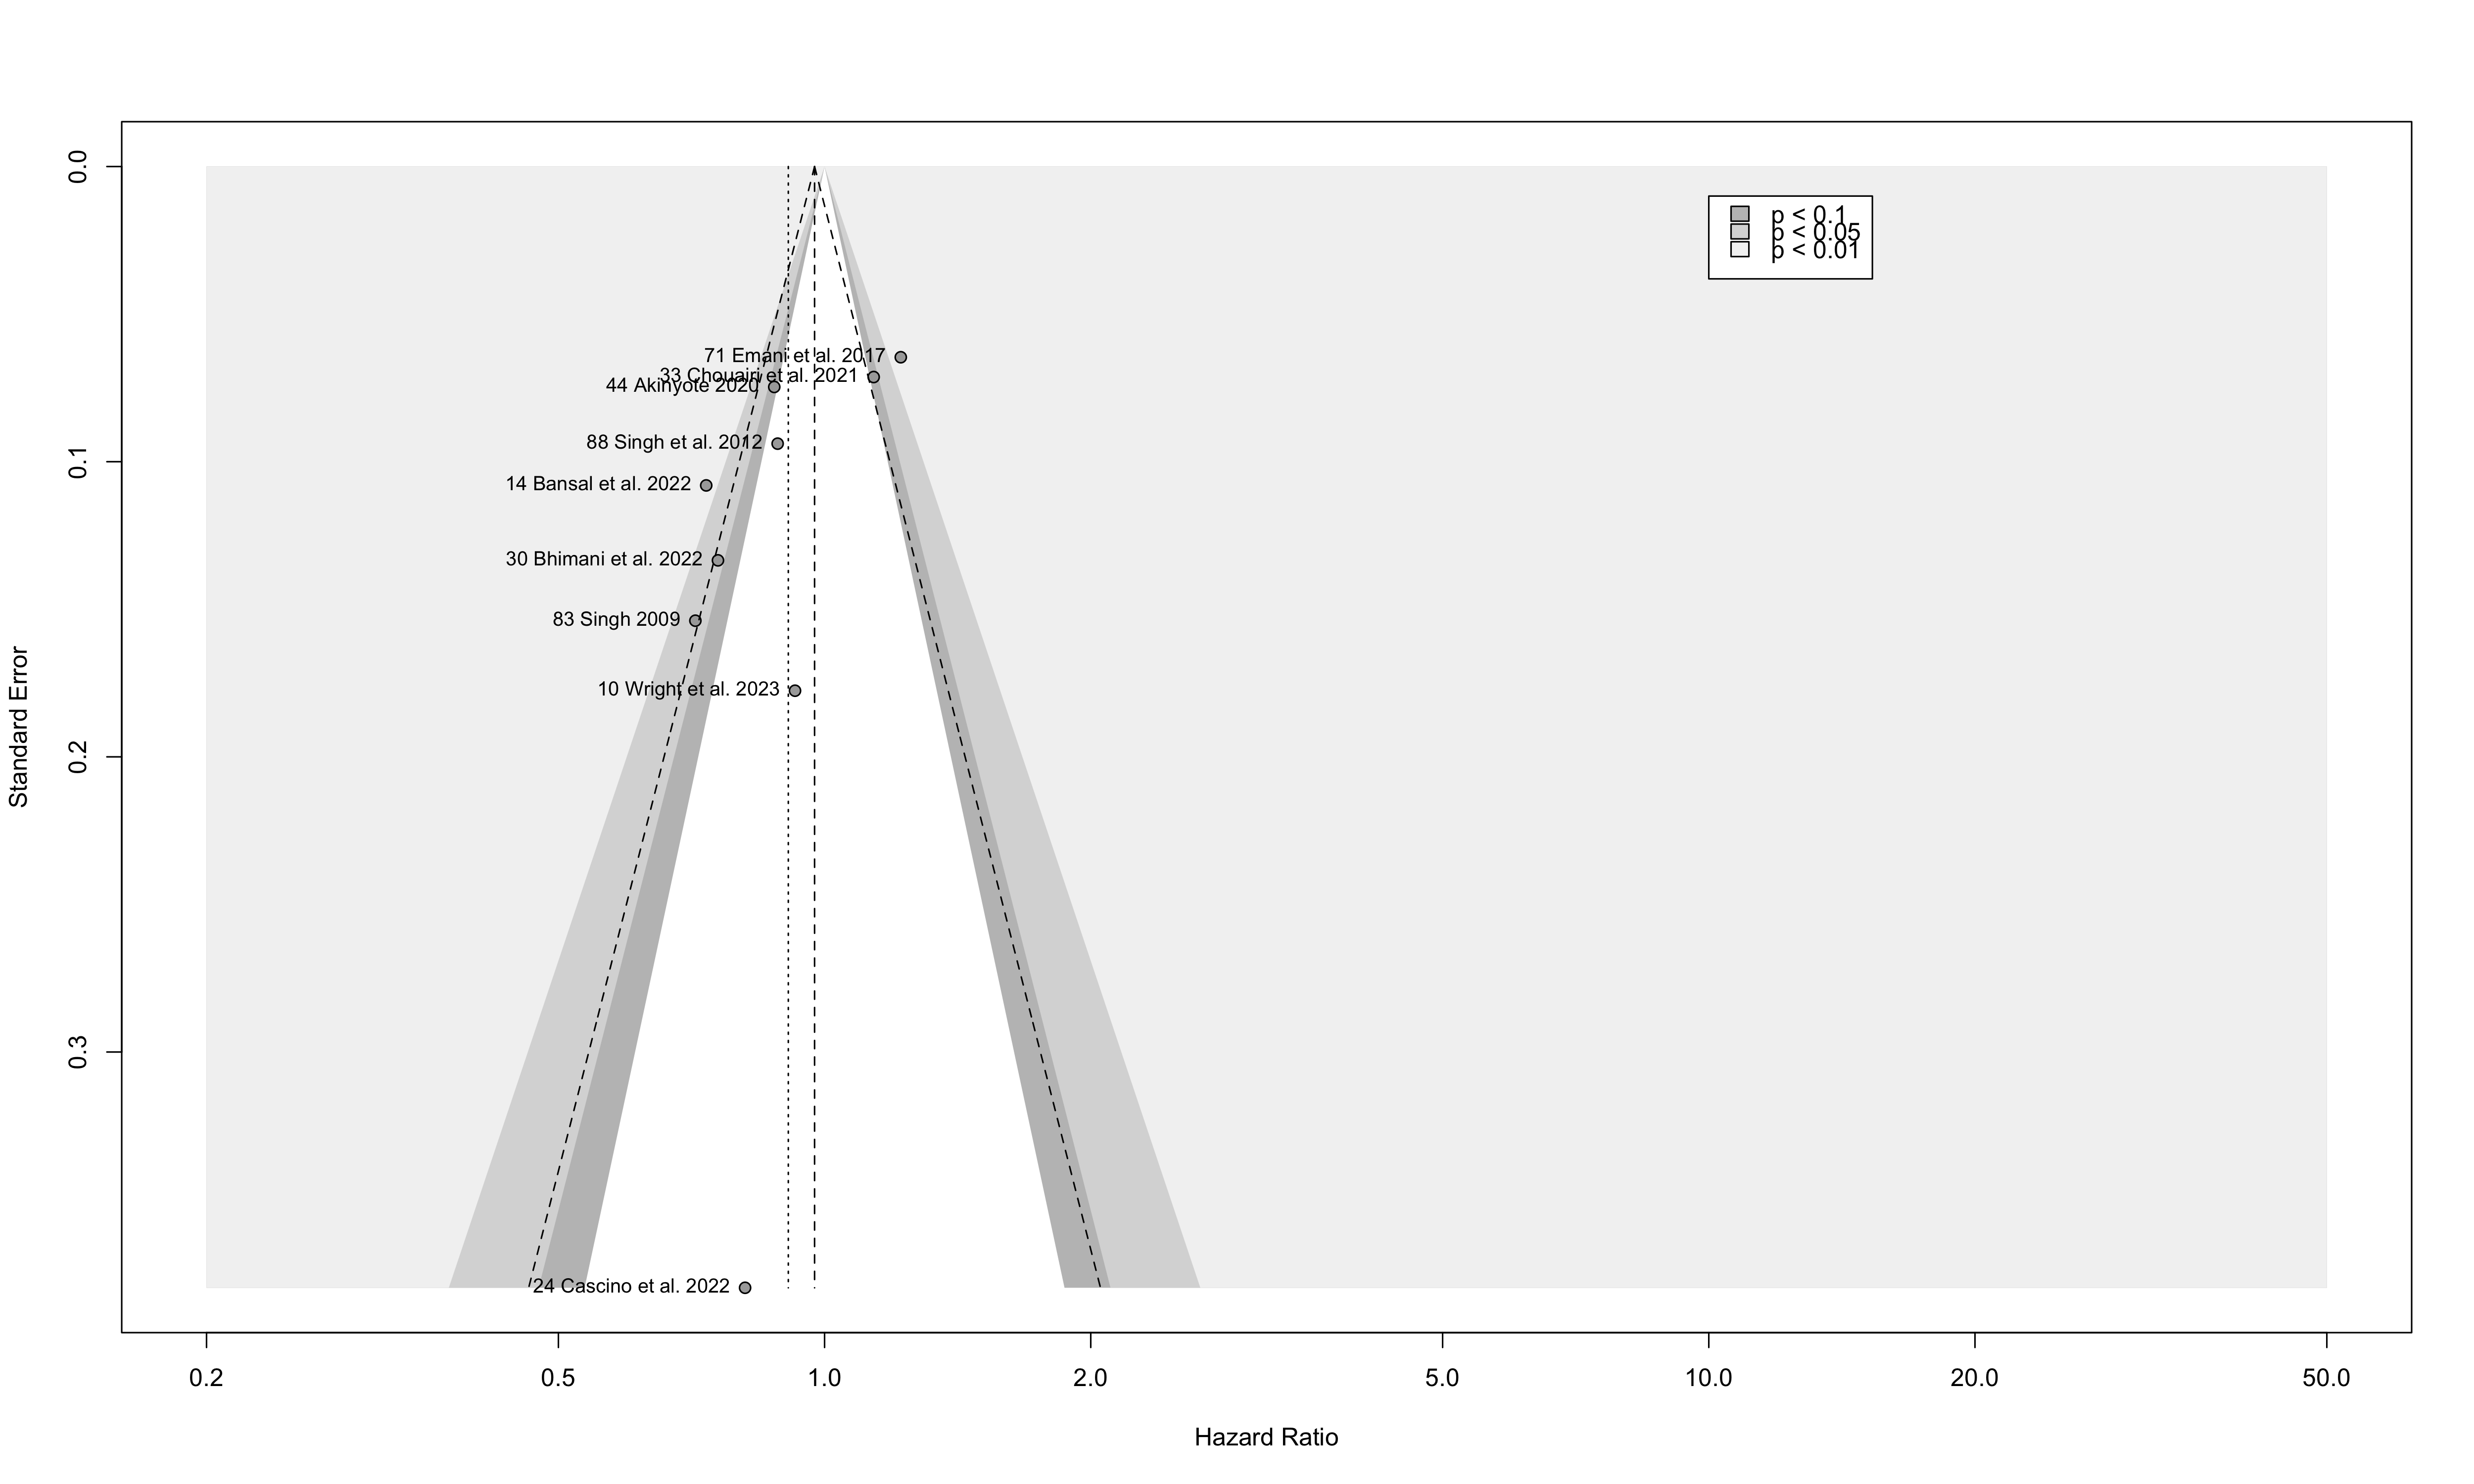 0.0
0.1
0.2
0.3
Standard Error
p < 0.1
p < 0.05
p < 0.01
71 Emani et al. 2017
33 Chouairi et al. 2021
44 Akinyote 2020
88 Singh et al. 2012
14 Bansal et al. 2022
30 Bhimani et al. 2022
83 Singh 2009
10 Wright et al. 2023
24 Cascino et al. 2022
0.2 0.5 1.0 2.0 5.0 10.0 20.0 50.0
Hazard Ratio